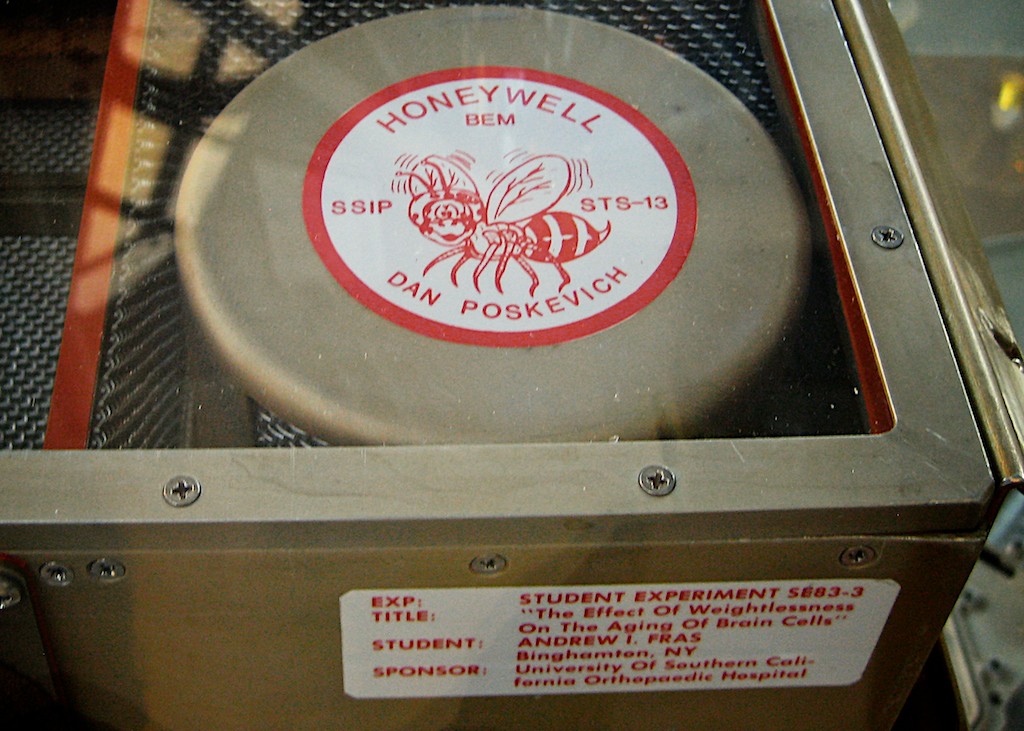 HONEYWELL
BEM
SSIP STS-13
DAN POSKEVICH
EXP: STUDENT EXPERIMENT SE83-3
TITLE: "The Effect Of Weightlessness
On The Aging Of Brain Cells"
STUDENT: ANDREW I. FRAS
Binghamton, NY
SPONSOR: University Of Southern Cali-
fornia Orthopaedic Hospital